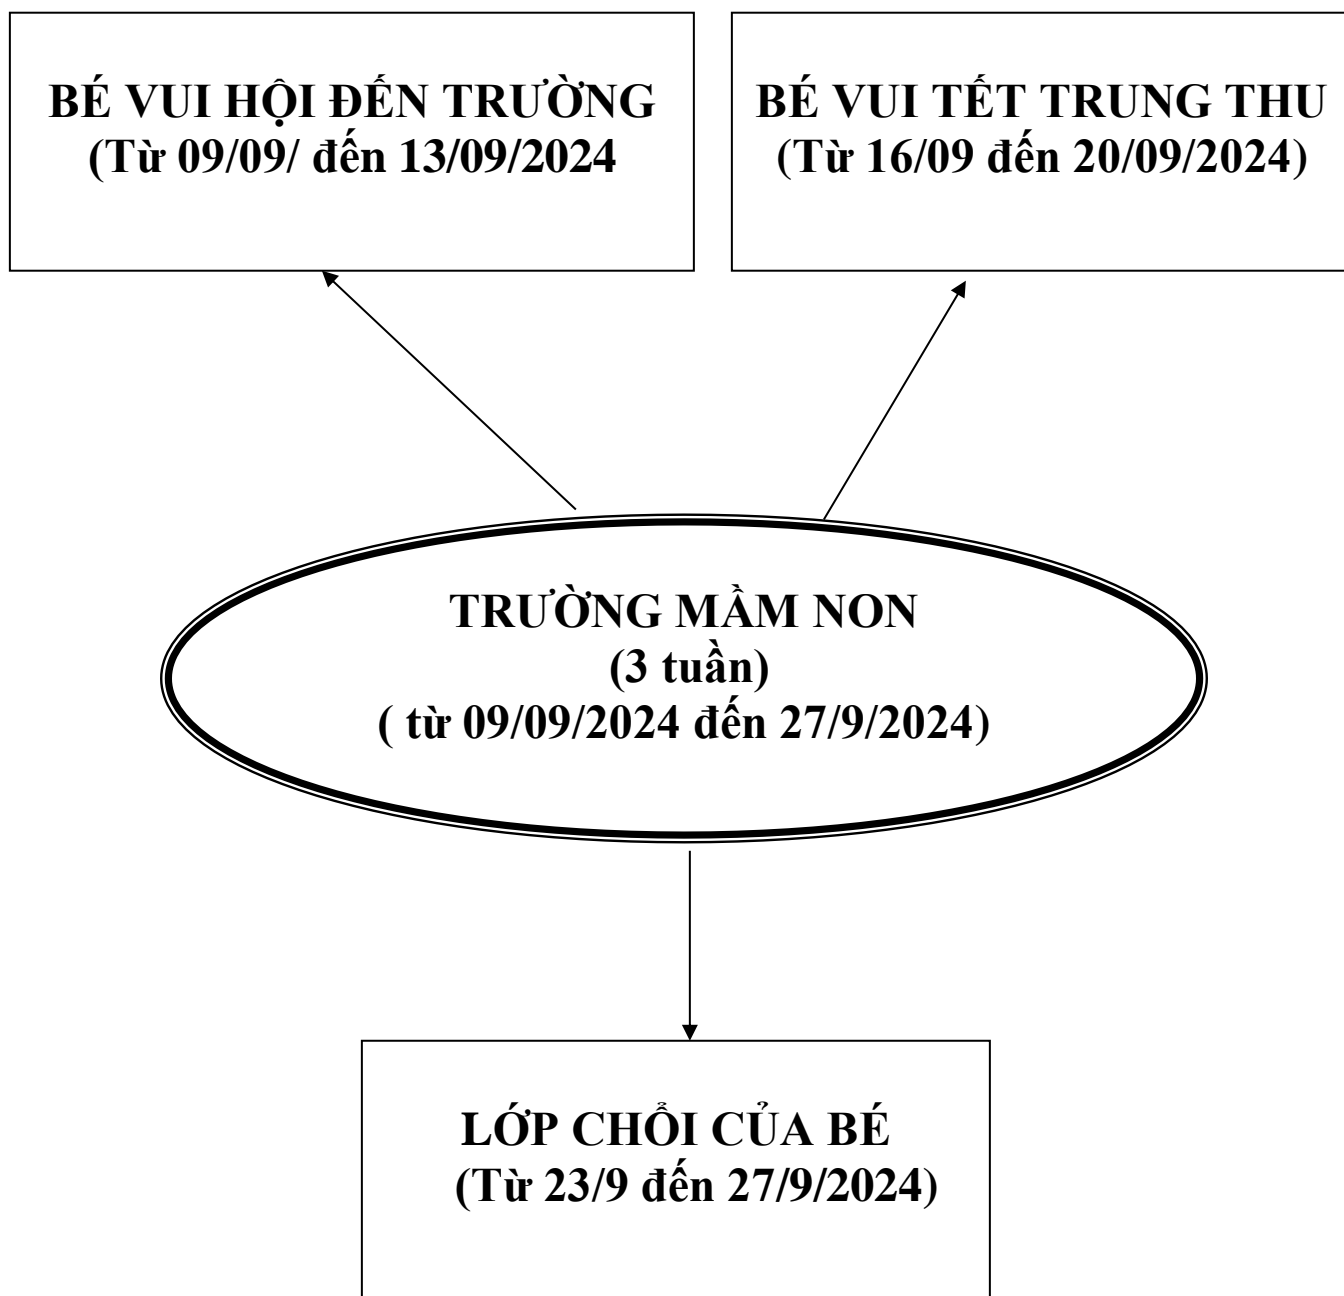 BÉ VUI HỘI ĐẾN TRƯỜNG
(Từ 09/09/ đến 13/09/2024
BÉ VUI TẾT TRUNG THU
(Từ 16/09 đến 20/09/2024)
TRƯỜNG MẦM NON
(3 tuần)
( từ 09/09/2024 đến 27/9/2024)
LỚP CHỒI CỦA BÉ
(Từ 23/9 đến 27/9/2024)